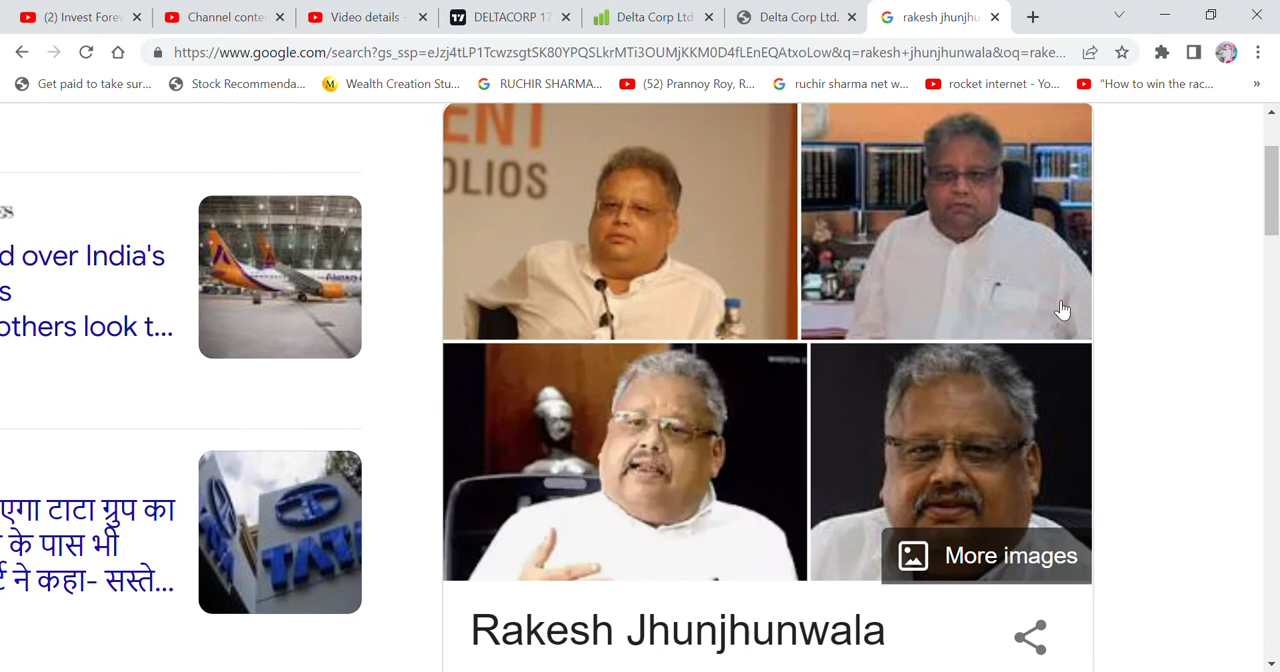 (2) Invest Forev
Channel conte
Video details -
DELTACORP 17
Delta Corp Ltd
Delta Corp Ltd.
rakesh jhunjhu
https://www.google.com/search?gs_ssp=eJzj4tLP1TcwzsgtSK80YPQSLkrMTi3OUMjKKM0D4fLEnEQAtxoLow&q=rakesh+jhunjhunwala&oq=rake...
Get paid to take sur...
Stock Recommenda...
Wealth Creation Stu...
RUCHIR SHARMA...
(52) Prannoy Roy, R...
ruchir sharma net w...
rocket internet - Yo...
"How to win the rac...
»
ENT
OLIOS
d over India's
s
others look t...
एगा टाटा ग्रुप का
के पास भी
र्ट ने कहा- सस्ते...
TATA
More images
Rakesh Jhunjhunwala